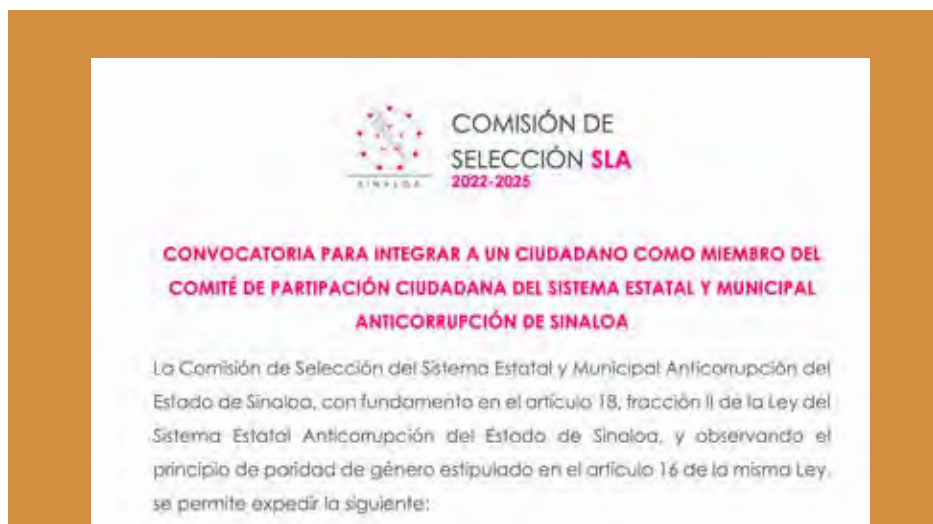 COMISIÓN DE
SELECCIÓN SLA
2022-2025
SINALOA
CONVOCATORIA PARA INTEGRAR A UN CIUDADANO COMO MIEMBRO DEL
COMITÉ DE PARTIPACIÓN CIUDADANA DEL SISTEMA ESTATAL Y MUNICIPAL
ANTICORRUPCIÓN DE SINALOA
La Comisión de Selección del Sistema Estatal y Municipal Anticorrupción del
Estado de Sinaloa, con fundamento en el artículo 18, fracción II de la Ley del
Sistema Estatal Anticorrupción del Estado de Sinaloa, y observando el
principio de paridad de género estipulado en el artículo 16 de la misma Ley,
se permite expedir la siguiente: